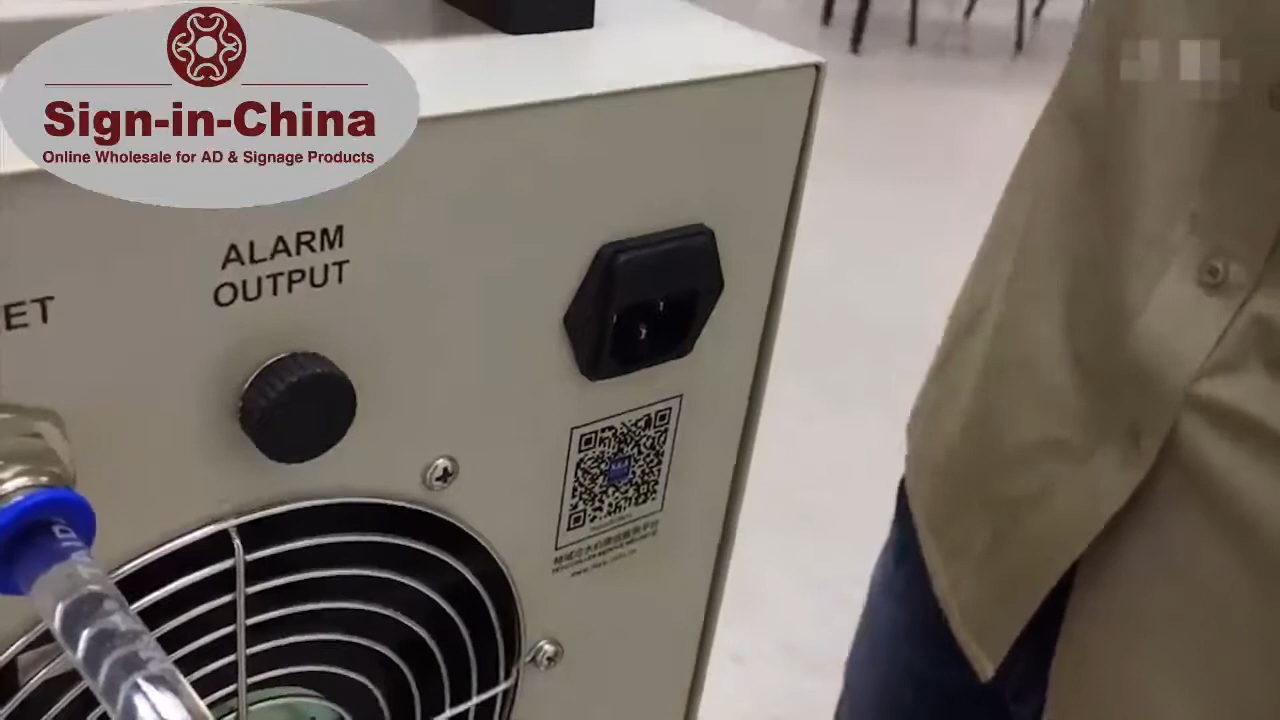 Sign-in-China
Online Wholesale for AD & Signage Products
ALARM
OUTPUT
ET